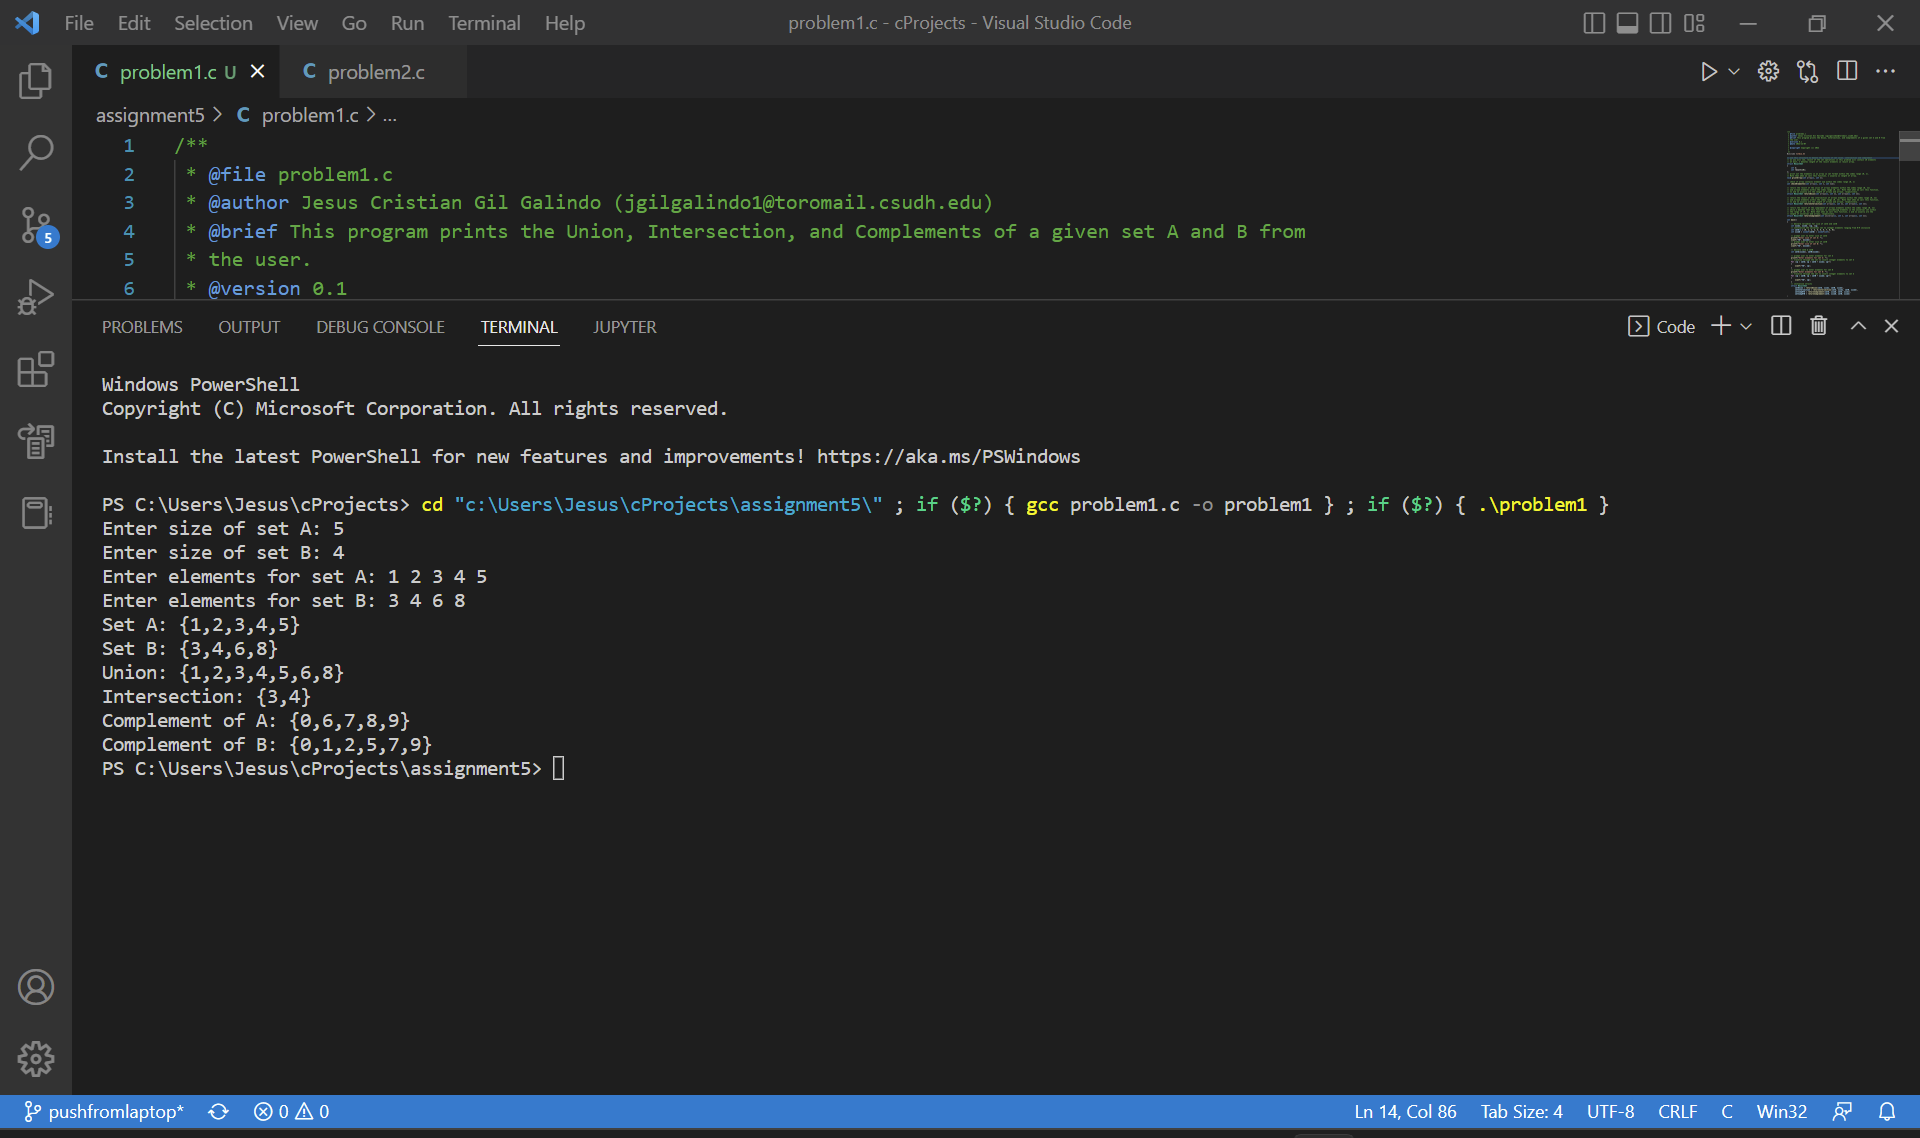 File Edit Selection View Go Run Terminal Help problem1.c - cProjects - Visual Studio Code
C problem1.c U C problem2.c
assignment5 > C problem1.c > ...
1 /**
2 * @file problem1.c
3 * @author Jesus Cristian Gil Galindo (jgilgalindo1@toromail.csudh.edu)
4 * @brief This program prints the Union, Intersection, and Complements of a given set A and B from
5 * the user.
6 * @version 0.1
5
PROBLEMS OUTPUT DEBUG CONSOLE TERMINAL JUPYTER Code
Windows PowerShell
Copyright (C) Microsoft Corporation. All rights reserved.
Install the latest PowerShell for new features and improvements! https://aka.ms/PSWindows
PS C:\Users\Jesus\cProjects> cd "c:\Users\Jesus\cProjects\assignment5\" ; if ($?) { gcc problem1.c -o problem1 } ; if ($?) { .\problem1 }
Enter size of set A: 5
Enter size of set B: 4
Enter elements for set A: 1 2 3 4 5
Enter elements for set B: 3 4 6 8
Set A: {1,2,3,4,5}
Set B: {3,4,6,8}
Union: {1,2,3,4,5,6,8}
Intersection: {3,4}
Complement of A: {0,6,7,8,9}
Complement of B: {0,1,2,5,7,9}
PS C:\Users\Jesus\cProjects\assignment5>
pushfromlaptop* 0 0 Ln 14, Col 86 Tab Size: 4 UTF-8 CRLF C Win32